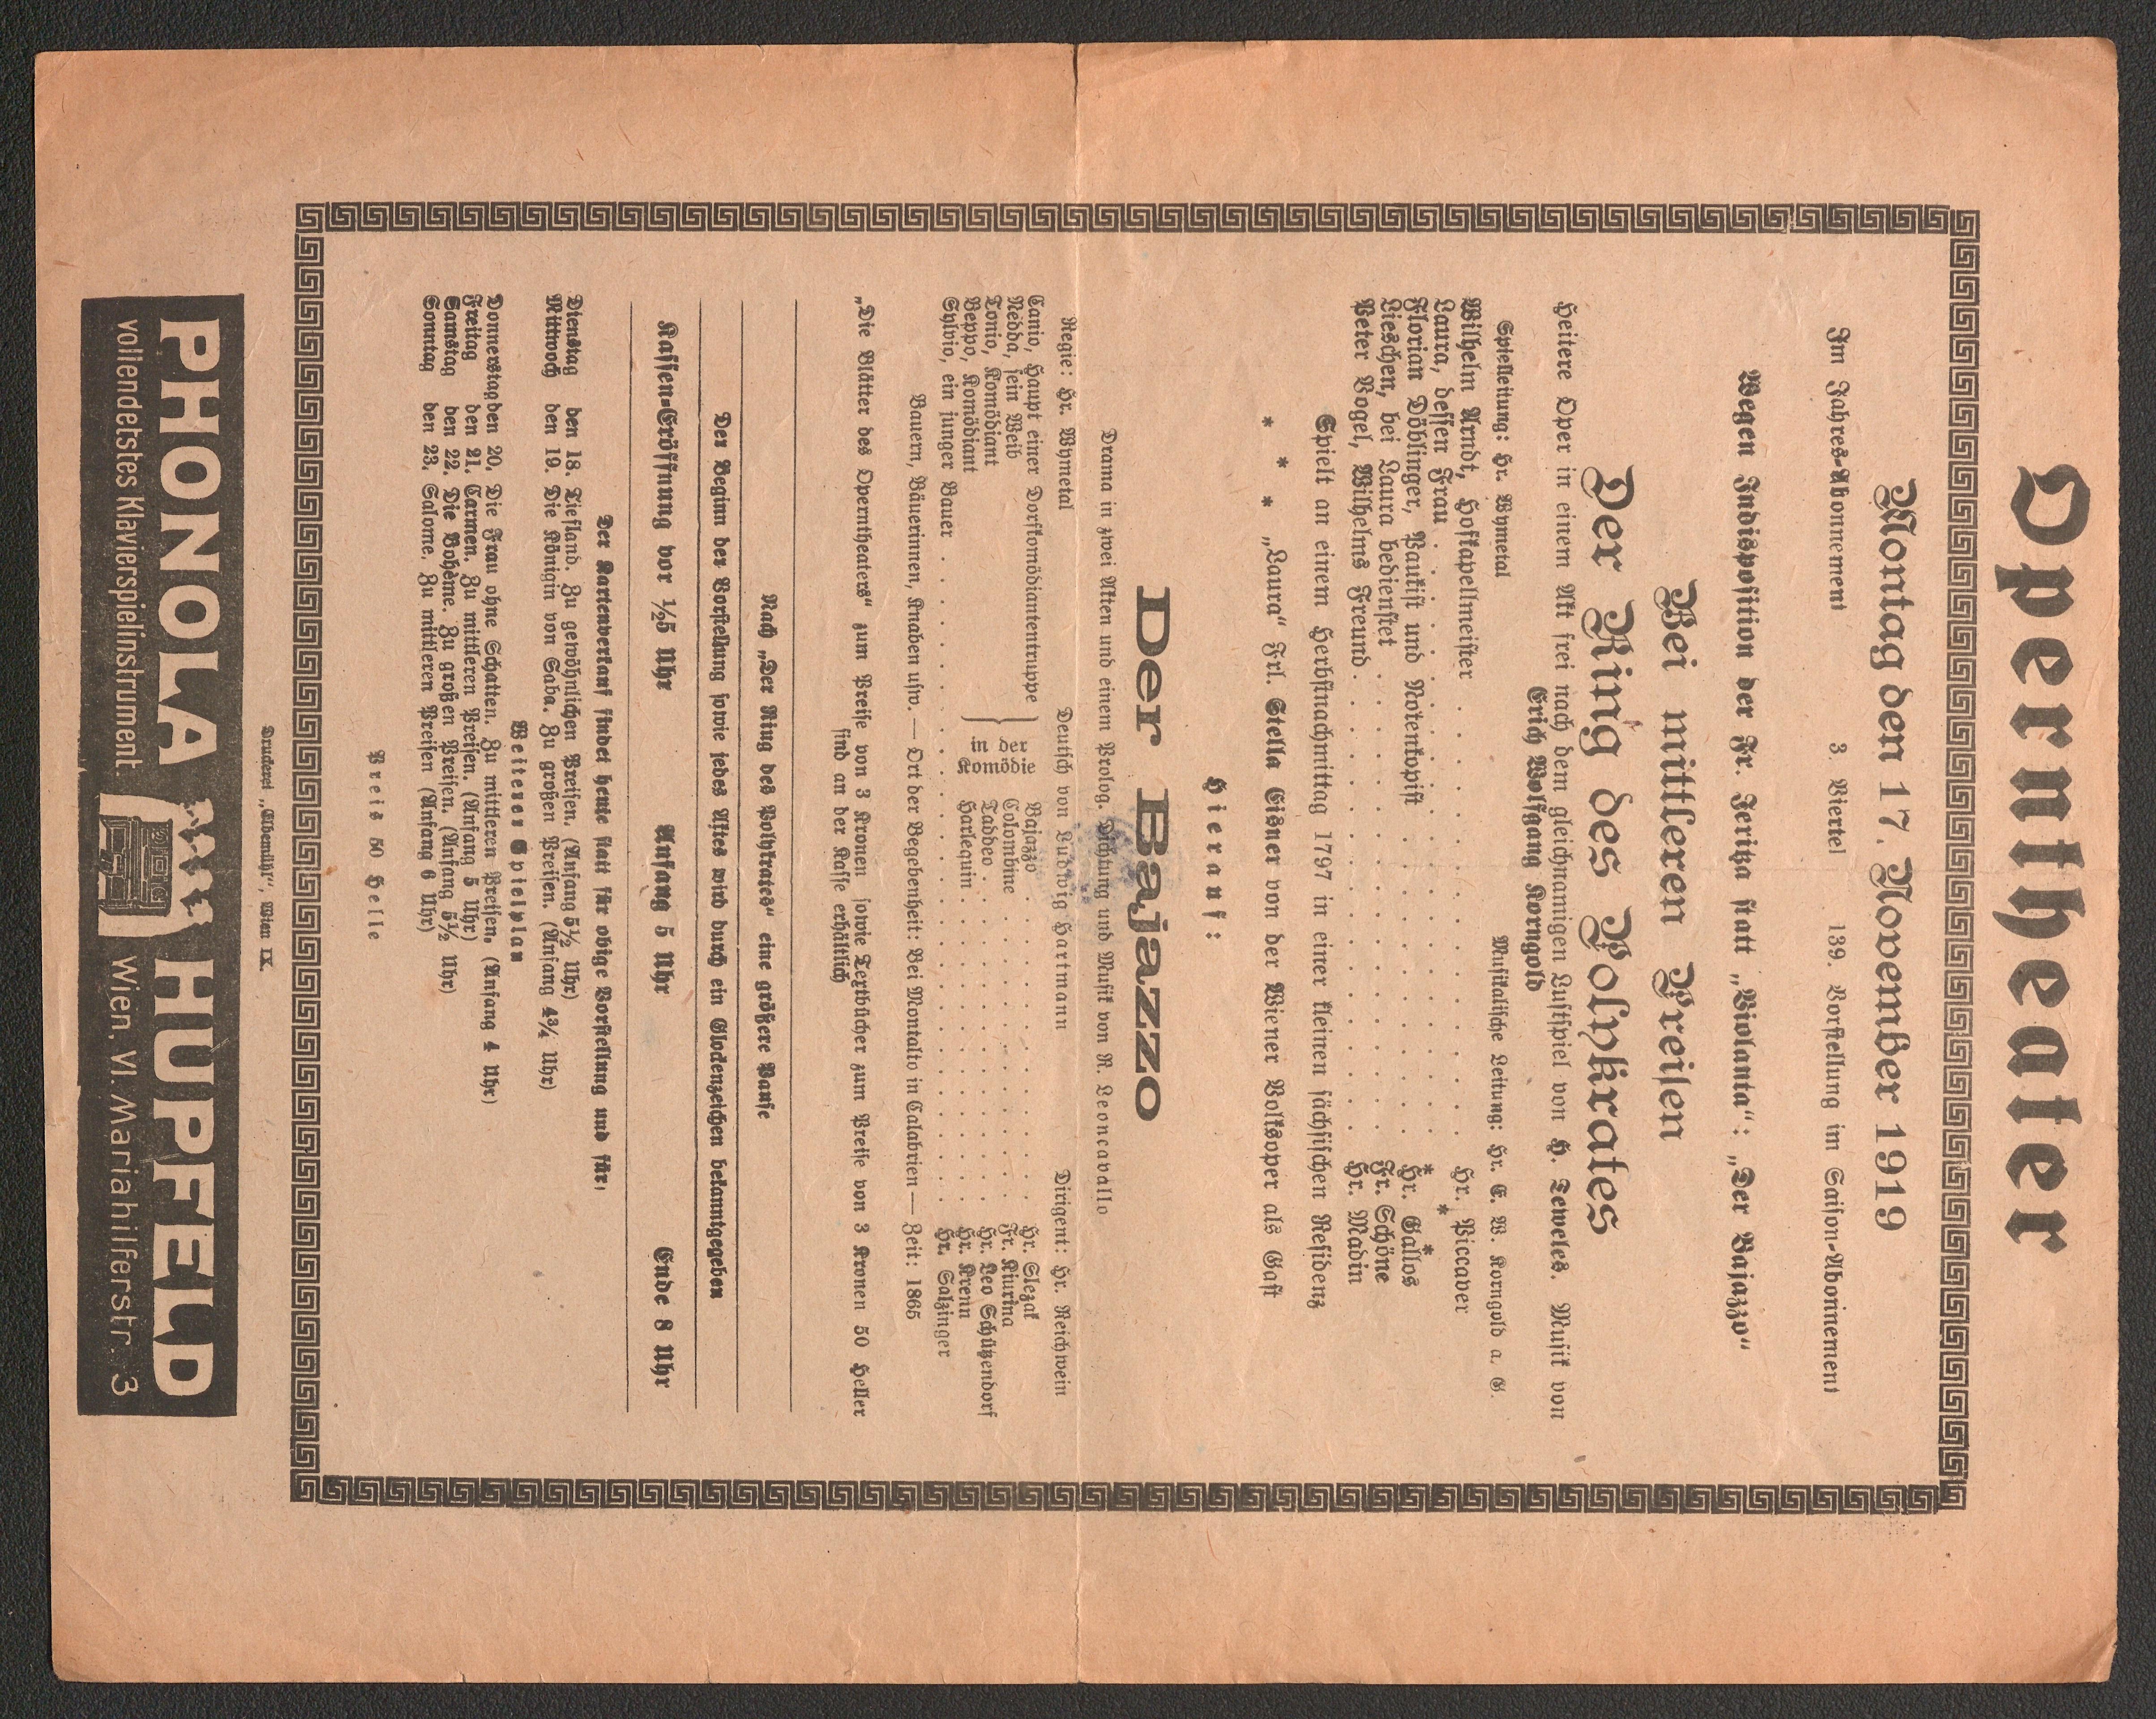 Operntheater
Montag den 17. November 1919
Im Jahres-Abonnement 3. Viertel 139. Vorstellung im Saison-Abonnement
Wegen Indisposition der Fr. Jeritza statt „Violanta“: „Der Bajazzo“
Bei mittleren Preisen
Der Ring des Polykrates
Heitere Oper in einem Akt frei nach dem gleichnamigen Lustspiel von H. Teweles. Musik von
Erich Wolfgang Korngold
Spielleitung: Hr. Wymetal Musikalische Leitung: Hr. E. W. Korngold a. G.
Wilhelm Arndt, Hofkapellmeister . . . . . . . . . . Hr. Piccaver
Laura, dessen Frau . . . . . . . . . . . . . . *
Florian Döblinger, Paukist und Notenkopist . . . . . . . * Hr. Gallos *
Lieschen, bei Laura bedienstet . . . . . . . . . . . Fr. Schöne
Peter Vogel, Wilhelms Freund . . . . . . . . . . . . Hr. Madin
Spielt an einem Herbstnachmittag 1797 in einer kleinen sächsischen Residenz
* * * „Laura“ Frl. Stella Eisner von der Wiener Volksoper als Gast
Hierauf:
Der Bajazzo
Drama in zwei Akten und einem Prolog. Dichtung und Musik von R. Leoncavallo
Deutsch von Ludwig Hartmann
Regie: Hr. Wymetal Dirigent: Hr. Reichwein
Canio, Haupt einer Dorfkomödiantentruppe Bajazzo . . . . . . . . . Hr. Slezak
Nedda, sein Weib in der Colombine . . . . . . . . Fr. Kiurina
Tonio, Komödiant Komödie Taddeo . . . . . . . . . Hr. Leo Schützendorf
Beppo, Komödiant Harlequin . . . . . . . . Hr. Krenn
Sylvio, ein junger Bauer . . . . . . . . . . . . . . . . . Hr. Salzinger
Bauern, Bäuerinnen, Knaben usw. — Ort der Begebenheit: Bei Montalto in Calabrien — Zeit: 1865
„Die Blätter des Operntheaters“ zum Preise von 3 Kronen sowie Textbücher zum Preise von 3 Kronen 50 Heller
sind an der Kasse erhältlich
Nach „Der Ring des Polykrates“ eine größere Pause
Der Beginn der Vorstellung sowie jedes Aktes wird durch ein Glockenzeichen bekanntgegeben
Kassen-Eröffnung vor ½5 Uhr Anfang 5 Uhr Ende 8 Uhr
Der Kartenverkauf findet heute statt für obige Vorstellung und für:
Dienstag den 18. Tiefland. Zu gewöhnlichen Preisen. (Anfang 5½ Uhr)
Mittwoch den 19. Die Königin von Saba. Zu großen Preisen. (Anfang 4¾ Uhr)
Weiterer Spielplan
Donnerstag den 20. Die Frau ohne Schatten. Zu mittleren Preisen. (Anfang 4 Uhr)
Freitag den 21. Carmen. Zu mittleren Preisen. (Anfang 5 Uhr)
Samstag den 22. Die Bohème. Zu großen Preisen. (Anfang 5½ Uhr)
Sonntag den 23. Salome. Zu mittleren Preisen (Anfang 6 Uhr)
Preis 50 Helle
Druckerei „Elbemühl“, Wien IX.
PHONOLA HUPFELD
vollendetstes Klavierspielinstrument. Wien, VI. Mariahilferstr. 3